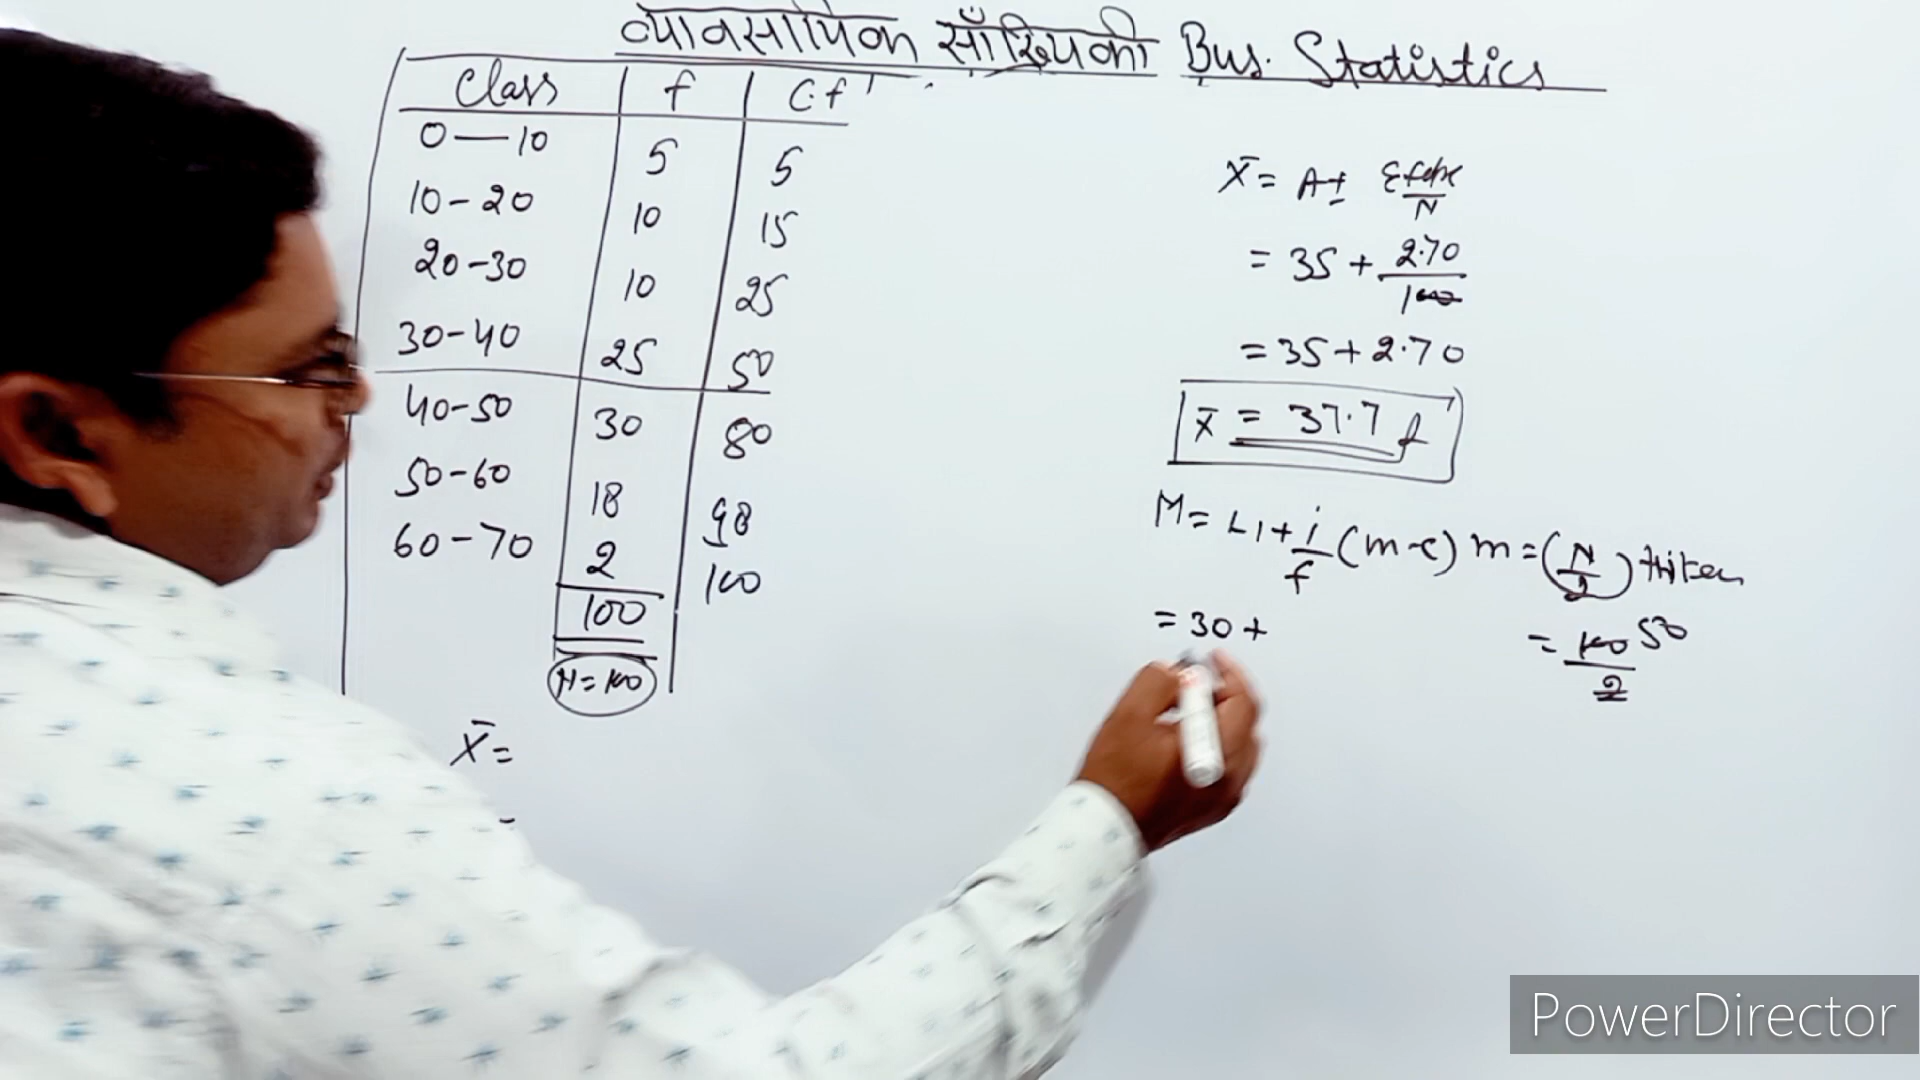 व्यावसायिक साँख्यिकी Bus. Statistics
Class f C.f
0—10 5 5
10-20 10 15
20-30 10 25
30-40 25 50
40-50 30 80
50-60 18 98
60-70 2 100
100
N=100
X̄=
=
X̄= A± Σfdx/N
= 35 + 2.70/100
=35+2.70
X̄ = 37.7
M= L1+ i/f (m-c) m=(N/2)th item
=30+
= 100/2 50
PowerDirector